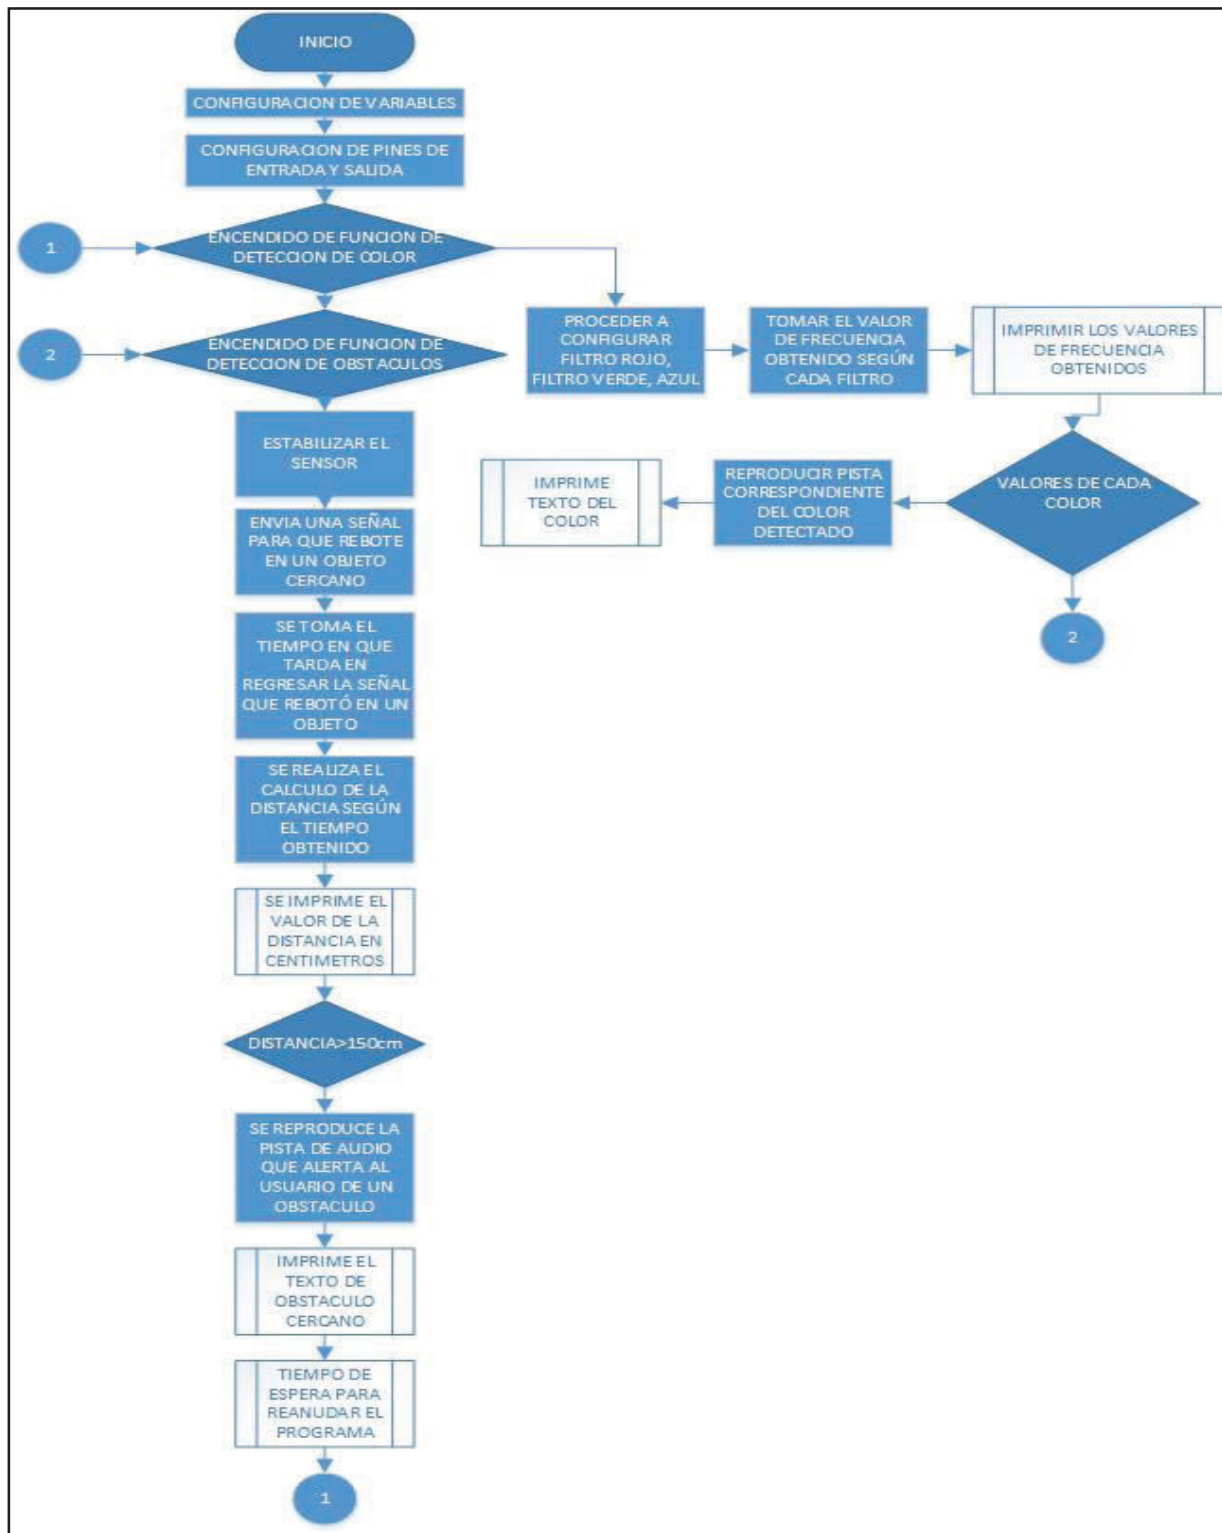 INICIO
CONFIGURACION DE VARIABLES
CONFIGURACION DE PINES DE
ENTRADA Y SALIDA
1
ENCENDIDO DE FUNCION DE
DETECCION DE COLOR
2
ENCENDIDO DE FUNCION DE
DETECCION DE OBSTACULOS
PROCEDER A
CONFIGURAR
FILTRO ROJO,
FILTRO VERDE, AZUL
TOMAR EL VALOR
DE FRECUENCIA
OBTENIDO SEGÚN
CADA FILTRO
IMPRIMIR LOS VALORES
DE FRECUENCIA
OBTENIDOS
VALORES DE CADA
COLOR
REPRODUCIR PISTA
CORRESPONDIENTE
DEL COLOR
DETECTADO
IMPRIME
TEXTO DEL
COLOR
2
ESTABILIZAR EL
SENSOR
ENVIA UNA SEÑAL
PARA QUE REBOTE
EN UN OBJETO
CERCANO
SE TOMA EL
TIEMPO EN QUE
TARDA EN
REGRESAR LA SEÑAL
QUE REBOTÓ EN UN
OBJETO
SE REALIZA EL
CALCULO DE LA
DISTANCIA SEGÚN
EL TIEMPO
OBTENIDO
SE IMPRIME EL
VALOR DE LA
DISTANCIA EN
CENTIMETROS
DISTANCIA>150cm
SE REPRODUCE LA
PISTA DE AUDIO
QUE ALERTA AL
USUARIO DE UN
OBSTACULO
IMPRIME EL
TEXTO DE
OBSTACULO
CERCANO
TIEMPO DE
ESPERA PARA
REANUDAR EL
PROGRAMA
1